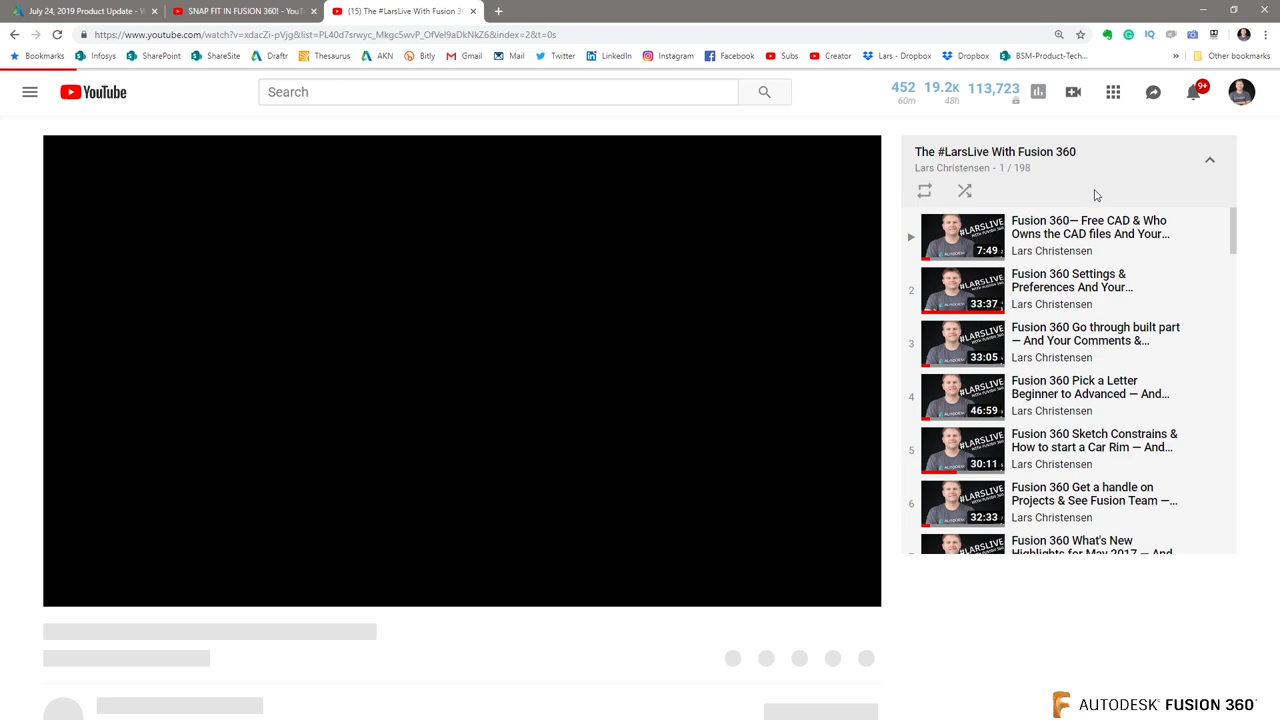 July 24, 2019 Product Update - W
SNAP FIT IN FUSION 360! - YouT
(15) The #LarsLive With Fusion 3
https://www.youtube.com/watch?v=xdacZi-pVjg&list=PL40d7srwyc_Mkgc5wvP_OfVel9aDkNkZ6&index=2&t=0s
Bookmarks Infosys SharePoint ShareSite Draftr Thesaurus AKN Bitly Gmail Mail Twitter LinkedIn Instagram Facebook Subs Creator Lars - Dropbox Dropbox BSM-Product-Tech... » Other bookmarks
YouTube
Search
452 19.2K 113,723
60m 48h
9+
The #LarsLive With Fusion 360
Lars Christensen - 1 / 198
Fusion 360— Free CAD & Who
Owns the CAD files And Your...
Lars Christensen
7:49
2
Fusion 360 Settings &
Preferences And Your...
Lars Christensen
33:37
3
Fusion 360 Go through built part
— And Your Comments &...
Lars Christensen
33:05
4
Fusion 360 Pick a Letter
Beginner to Advanced — And...
Lars Christensen
46:59
5
Fusion 360 Sketch Constrains &
How to start a Car Rim — And...
Lars Christensen
30:11
6
Fusion 360 Get a handle on
Projects & See Fusion Team —...
Lars Christensen
32:33
Fusion 360 What's New
Highlights for May 2017 — And
AUTODESK® FUSION 360™